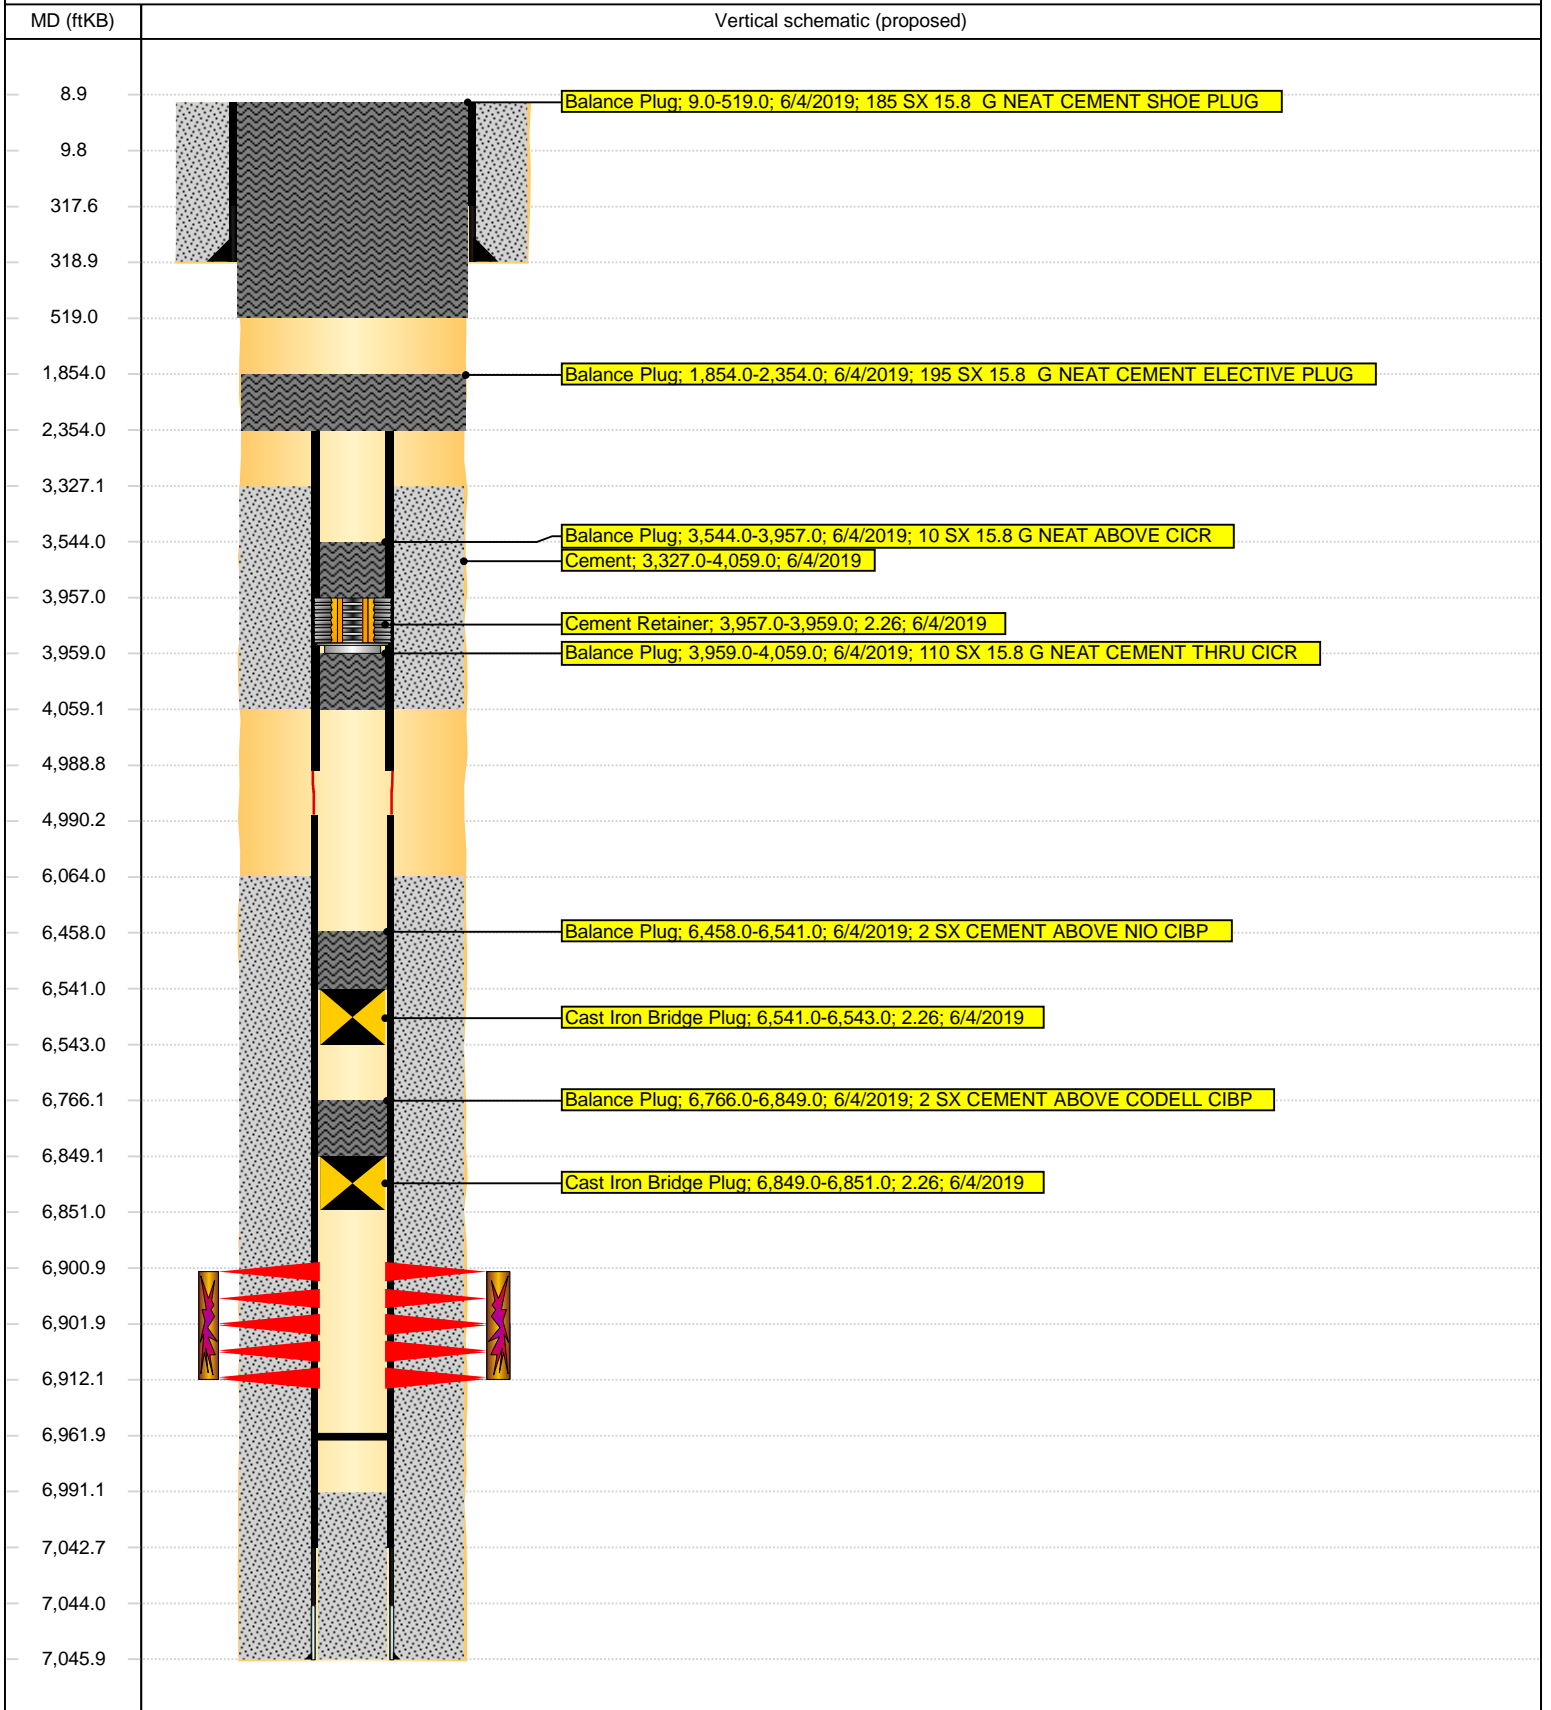 MD (ftKB)
Vertical schematic (proposed)
8.9
Balance Plug; 9.0-519.0; 6/4/2019; 185 SX 15.8  G NEAT CEMENT SHOE PLUG
9.8
317.6
318.9
519.0
1,854.0
Balance Plug; 1,854.0-2,354.0; 6/4/2019; 195 SX 15.8  G NEAT CEMENT ELECTIVE PLUG
2,354.0
3,327.1
3,544.0
Balance Plug; 3,544.0-3,957.0; 6/4/2019; 10 SX 15.8 G NEAT ABOVE CICR
Cement; 3,327.0-4,059.0; 6/4/2019
3,957.0
Cement Retainer; 3,957.0-3,959.0; 2.26; 6/4/2019
3,959.0
Balance Plug; 3,959.0-4,059.0; 6/4/2019; 110 SX 15.8 G NEAT CEMENT THRU CICR
4,059.1
4,988.8
4,990.2
6,064.0
6,458.0
Balance Plug; 6,458.0-6,541.0; 6/4/2019; 2 SX CEMENT ABOVE NIO CIBP
6,541.0
Cast Iron Bridge Plug; 6,541.0-6,543.0; 2.26; 6/4/2019
6,543.0
6,766.1
Balance Plug; 6,766.0-6,849.0; 6/4/2019; 2 SX CEMENT ABOVE CODELL CIBP
6,849.1
Cast Iron Bridge Plug; 6,849.0-6,851.0; 2.26; 6/4/2019
6,851.0
6,900.9
6,901.9
6,912.1
6,961.9
6,991.1
7,042.7
7,044.0
7,045.9